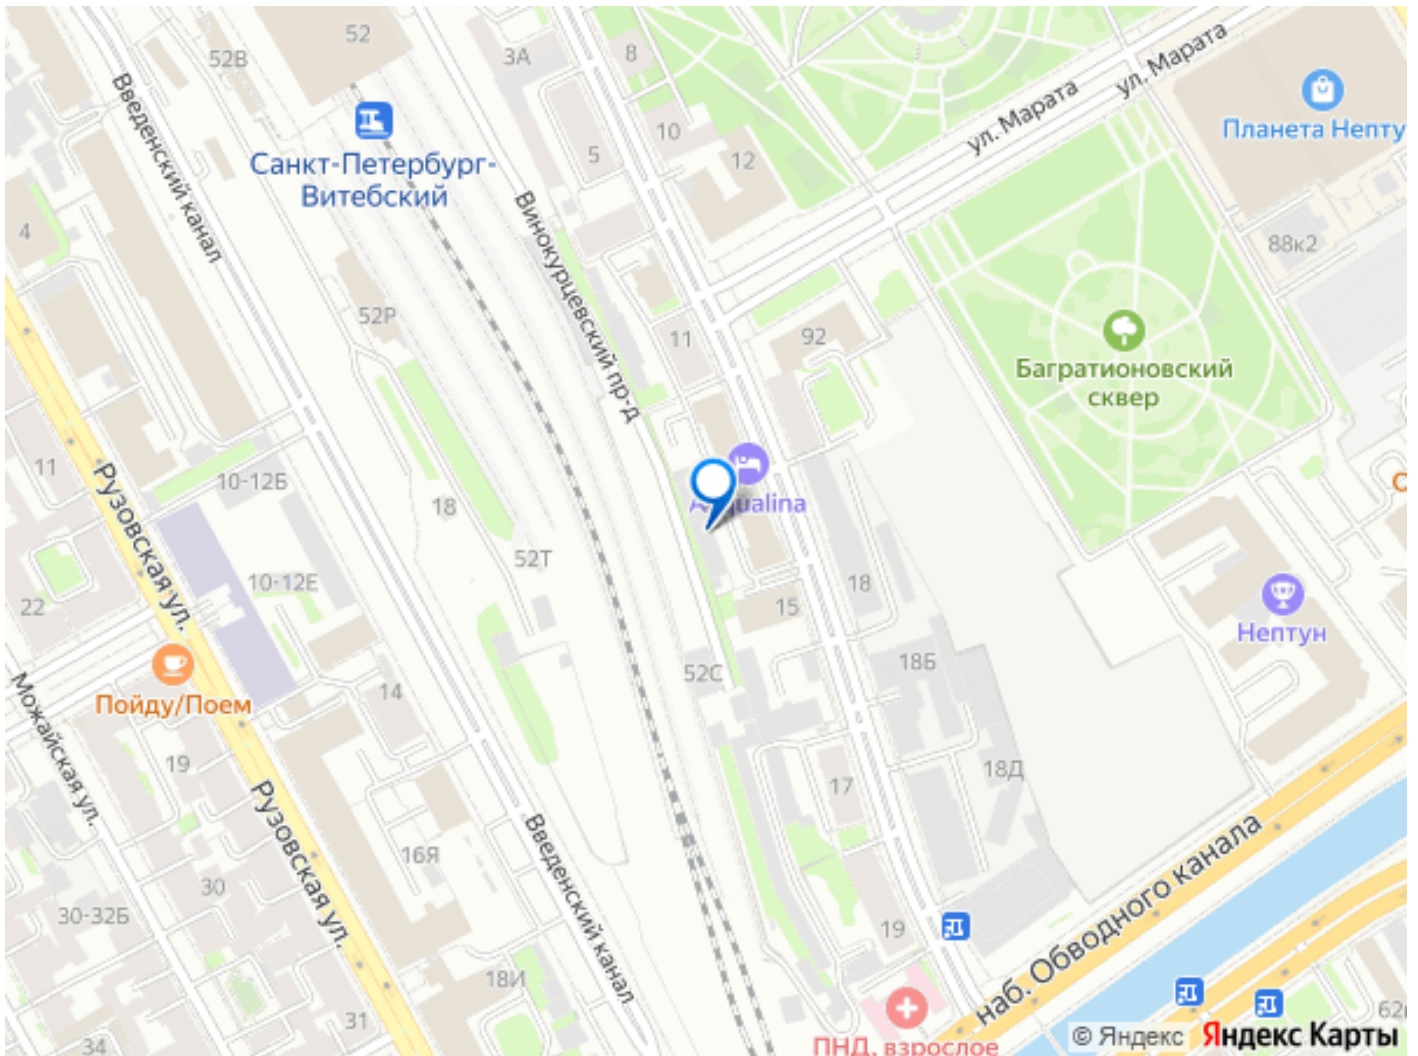 52
52В
3А
8
ул. Марата
ул. Марата
Введенский канал
Планета Непту
10
5
12
Санкт-Петербург-
Витебский
4
Винокурцевский пр-д
88к2
52Р
11
92
Багратионовский
сквер
11
10-12Б
18
Рузовская ул.
52Т
10-12Е
18
22
15
Нептун
18Б
52С
14
Пойду/Поем
Можайская ул.
19
18Д
17
Рузовская ул.
Введенский канал
16Я
наб. Обводного канала
30
30-32Б
19
18И
31
34
ПНД, взрослое
© Яндекс
Яндекс Карты